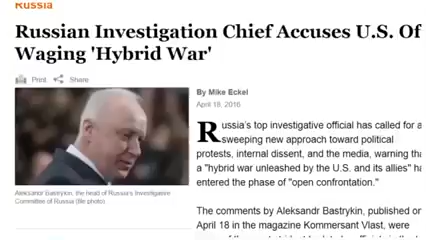 Russia
Russian Investigation Chief Accuses U.S. Of
Waging 'Hybrid War'
Print Share
By Mike Eckel
April 19, 2016
Russia's top investigative official has called for a
sweeping new approach toward political
protests, internal dissent, and the media, warning tha
a "hybrid war unleashed by the U.S. and its allies" ha
entered the phase of "open confrontation."
Aleksandr Bastrykin, the head of Russia's Investigative
Committee of Russia (file photo)
The comments by Aleksandr Bastrykin, published on
April 18 in the magazine Kommersant Vlast, were